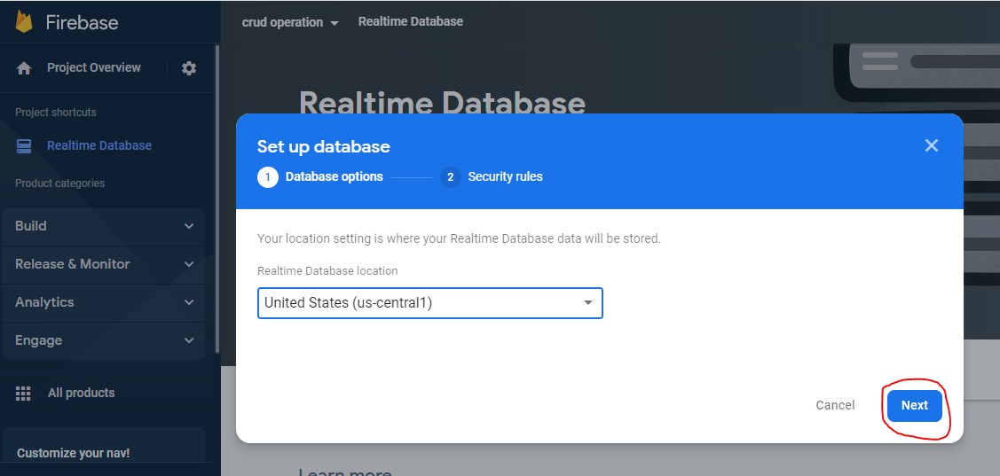 Firebase
crud operation
Realtime Database
Project Overview
Project shortcuts
Realtime Database
Product categories
Build
Release & Monitor
Analytics
Engage
All products
Customize your nav!
Realtime Database
Set up database
1 Database options
2 Security rules
Your location setting is where your Realtime Database data will be stored.
Realtime Database location
United States (us-central1)
Cancel
Next
Learn more